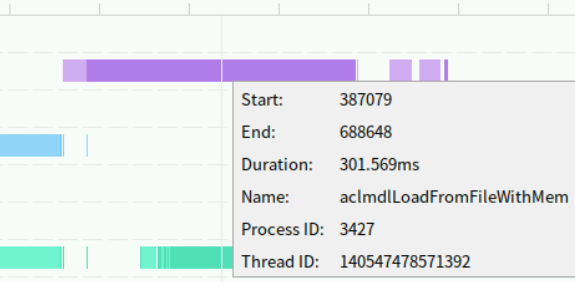 Start: 387079
End: 688648
Duration: 301.569ms
Name: aclmdlLoadFromFileWithMem
Process ID: 3427
Thread ID: 140547478571392